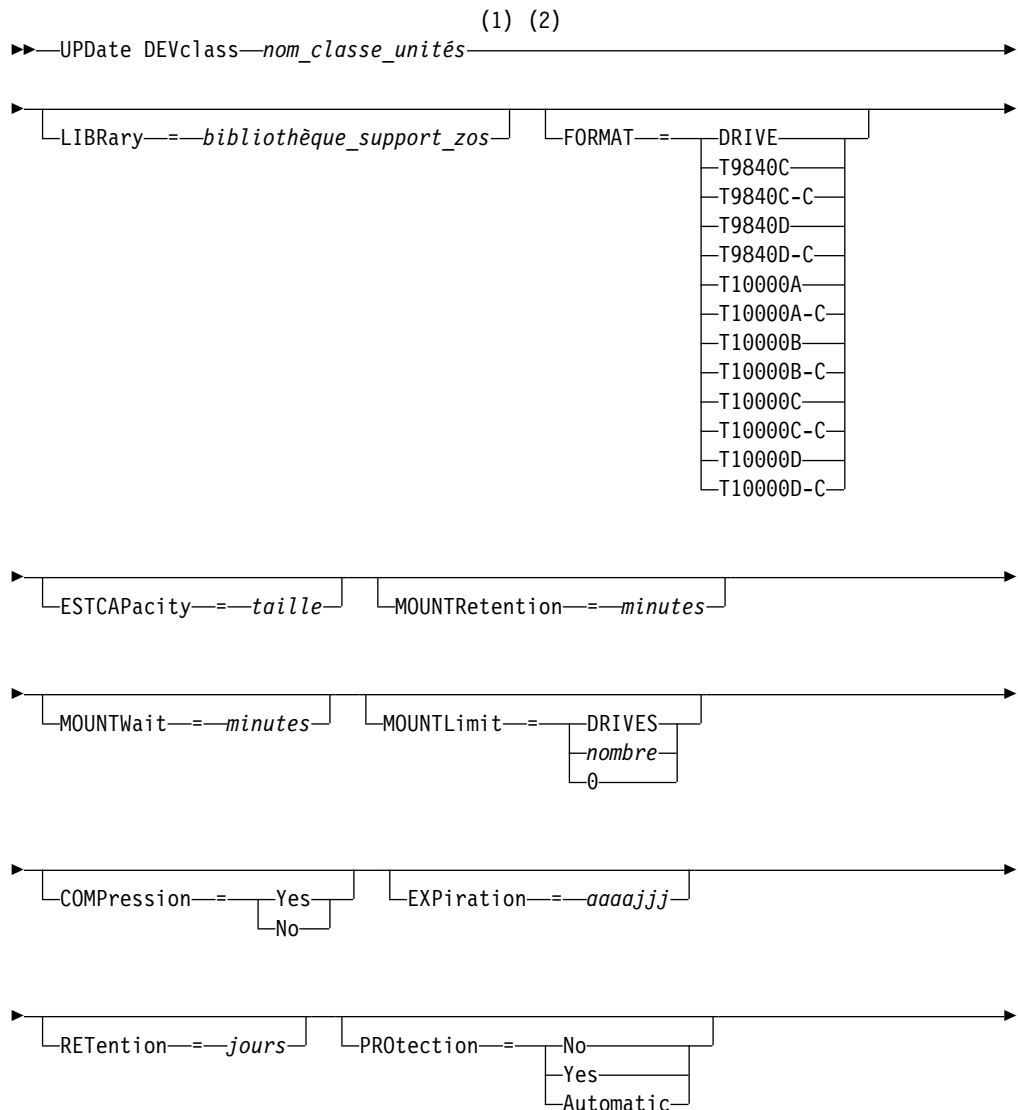 (1) (2)
UPDate DEVclass nom_classe_unités
LIBRary = bibliothèque_support_zos FORMAT = DRIVE
T9840C
T9840C-C
T9840D
T9840D-C
T10000A
T10000A-C
T10000B
T10000B-C
T10000C
T10000C-C
T10000D
T10000D-C
ESTCAPacity = taille MOUNTRetention = minutes
MOUNTWait = minutes MOUNTLimit = DRIVES
nombre
0
COMPression = Yes EXPiration = aaaajjj
No
RETention = jours PROtection = No
Yes
Automatic